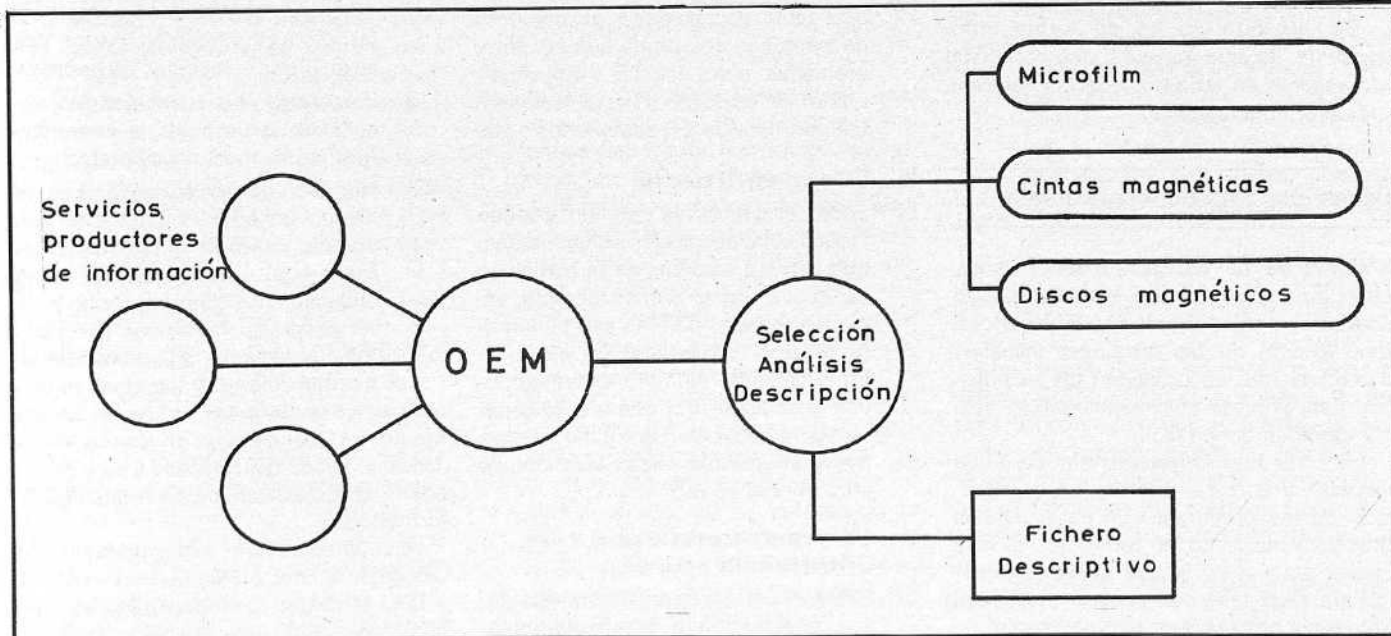 Servicios
productores
de información
O E M
Selección
Análisis
Descripción
Microfilm
Cintas magnéticas
Discos magnéticos
Fichero
Descriptivo